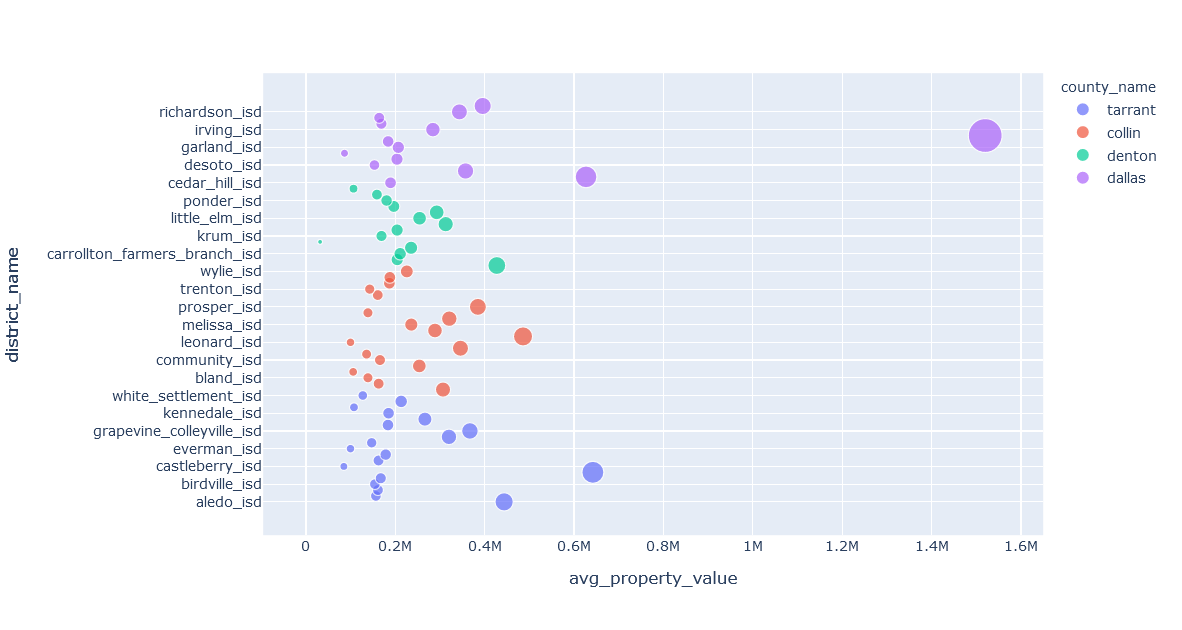 county_name
tarrant
collin
denton
dallas
district_name
richardson_isd
irving_isd
garland_isd
desoto_isd
cedar_hill_isd
ponder_isd
little_elm_isd
krum_isd
carrollton_farmers_branch_isd
wylie_isd
trenton_isd
prosper_isd
melissa_isd
leonard_isd
community_isd
bland_isd
white_settlement_isd
kennedale_isd
grapevine_colleyville_isd
everman_isd
castleberry_isd
birdville_isd
aledo_isd
0 0.2M 0.4M 0.6M 0.8M 1M 1.2M 1.4M 1.6M
avg_property_value